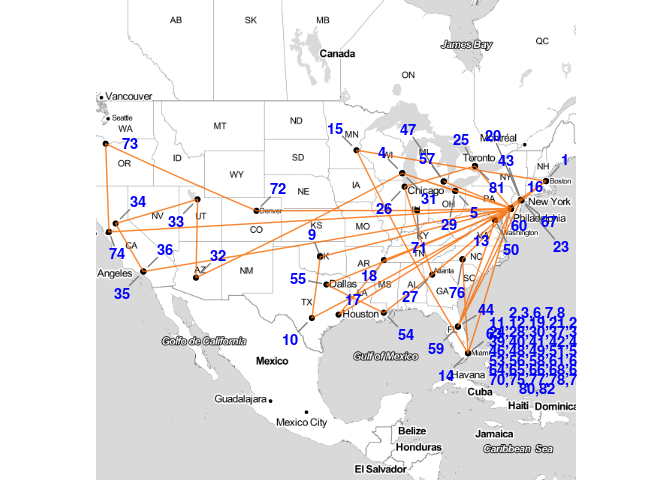 AB
SK
MB
James Bay
QC
Canada
ON
Vancouver
Seattle
WA
73
MT
ND
MN
15
47
25
20
Montréal
OR
ID
SD
4
57
Toronto
43
NH
1
WY
81
NY
16
Boston
34
72
NE
IA
Chicago
31
PA
New York
NV
33
UT
Denver
26
OH
5
Philadelphia
67
CO
KS
MO
29
60
Washington
23
74
CA
36
32
9
KY
71
13
50
Angeles
35
AZ
NM
OK
AR
18
TN
NC
Atlanta
SC
55
Dallas
MS
AL
GA
76
TX
17
27
44
10
Houston
54
59
2,3,6,7,8
11,12,19,21,2
24,28,30,37,3
39,40,41,42,4
46,48,49,51,5
53,56,58,61,6
64,65,66,68,6
70,75,77,78,7
80,82
Golfo de California
Mexico
Gulf of Mexico
Miami
14
Havana
Cuba
Guadalajara
Mexico City
Haiti
Dominica
Belize
Jamaica
Honduras
Caribbean Sea
El Salvador